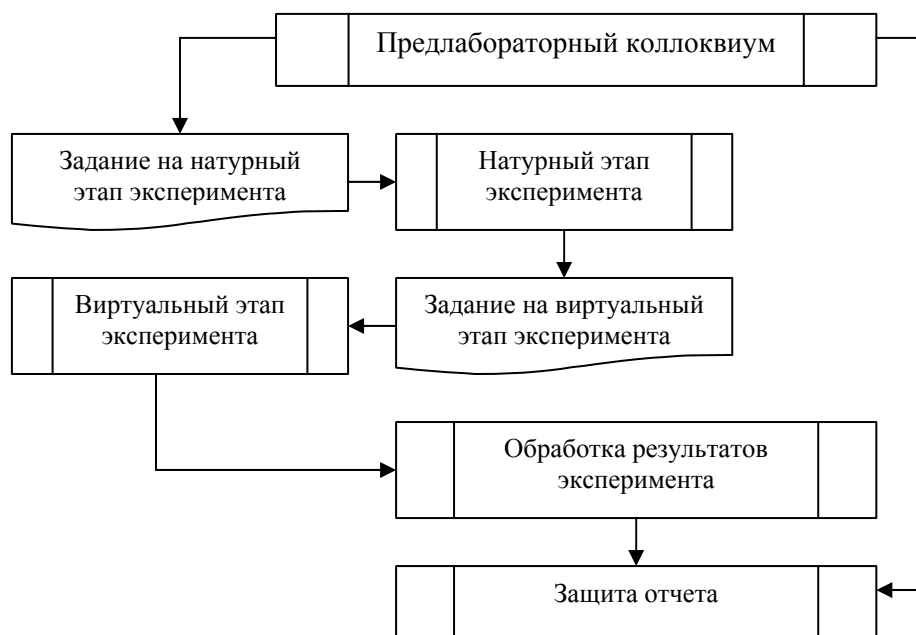 Предлабораторный коллоквиум
Задание на натурный
этап эксперимента
Натурный этап
эксперимента
Виртуальный этап
эксперимента
Задание на виртуальный
этап эксперимента
Обработка результатов
эксперимента
Защита отчета